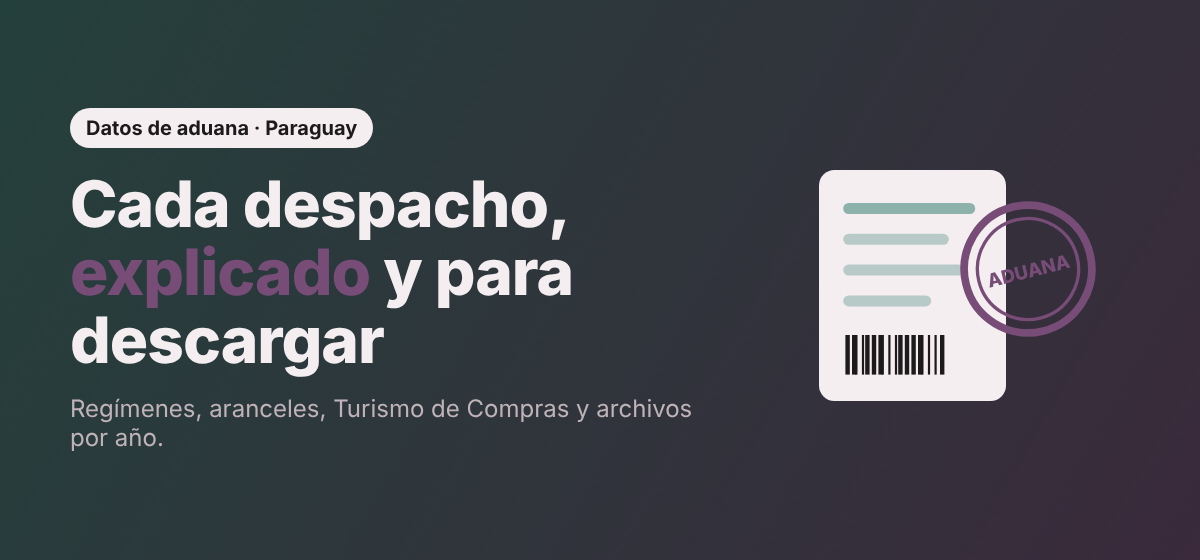 Datos de aduana · Paraguay
Cada despacho,
explicado y para
descargar
Regímenes, aranceles, Turismo de Compras y archivos
por año.
ADUANA